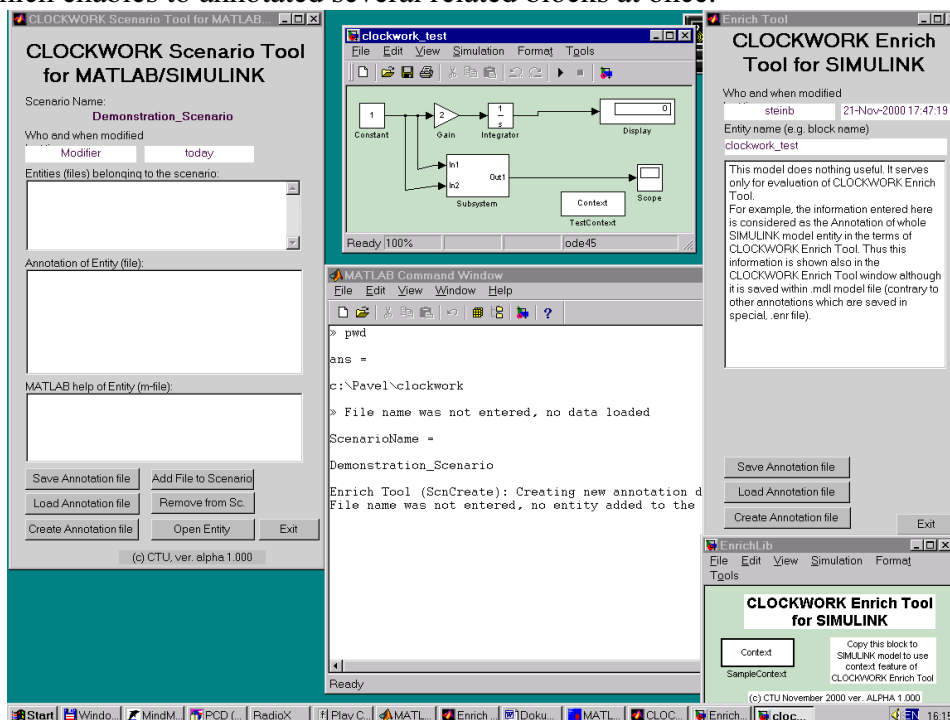 which enables to annotated several related blocks at once.
CLOCKWORK Scenario Tool for MATLAB...
CLOCKWORK Scenario Tool
for MATLAB/SIMULINK
Scenario Name:
Demonstration_Scenario
Who and when modified
Modifier today
Entities (files) belonging to the scenario:
Annotation of Entity (file):
MATLAB help of Entity (m-file):
Save Annotation file Add File to Scenario
Load Annotation file Remove from Sc.
Create Annotation file Open Entity Exit
(c) CTU, ver. alpha 1.000
clockwork_test
File Edit View Simulation Format Tools
1
Constant
2
Gain
1
s
Integrator
0
Display
In1
In2
Out1
Subsystem
Scope
Context
TestContext
Ready 100% ode45
MATLAB Command Window
File Edit View Window Help
» pwd
ans =
c:\Pavel\clockwork
» File name was not entered, no data loaded
ScenarioName =
Demonstration_Scenario
Enrich Tool (ScnCreate): Creating new annotation d
File name was not entered, no entity added to the
Ready
Enrich Tool
CLOCKWORK Enrich
Tool for SIMULINK
Who and when modified
steinb 21-Nov-2000 17:47:19
Entity name (e.g. block name)
clockwork_test
This model does nothing useful. It serves
only for evaluation of CLOCKWORK Enrich
Tool.
For example, the information entered here
is considered as the Annotation of whole
SIMULINK model entity in the terms of
CLOCKWORK Enrich Tool. Thus this
information is shown also in the
CLOCKWORK Enrich Tool window although
it is saved within .mdl model file (contrary to
other annotations which are saved in
special, .enr file).
Save Annotation file
Load Annotation file
Create Annotation file
Exit
EnrichLib
File Edit View Simulation Format
Tools
CLOCKWORK Enrich Tool
for SIMULINK
Context
SampleContext
Copy this block to
SIMULINK model to use
context feature of
CLOCKWORK Enrich Tool
(c) CTU November 2000 ver. ALPHA 1.000
Start Windo... MindM... PCD (... RadioX Play C... MATL... Enrich ... Doku... MATL... CLOC... Enrich... cloc... EN